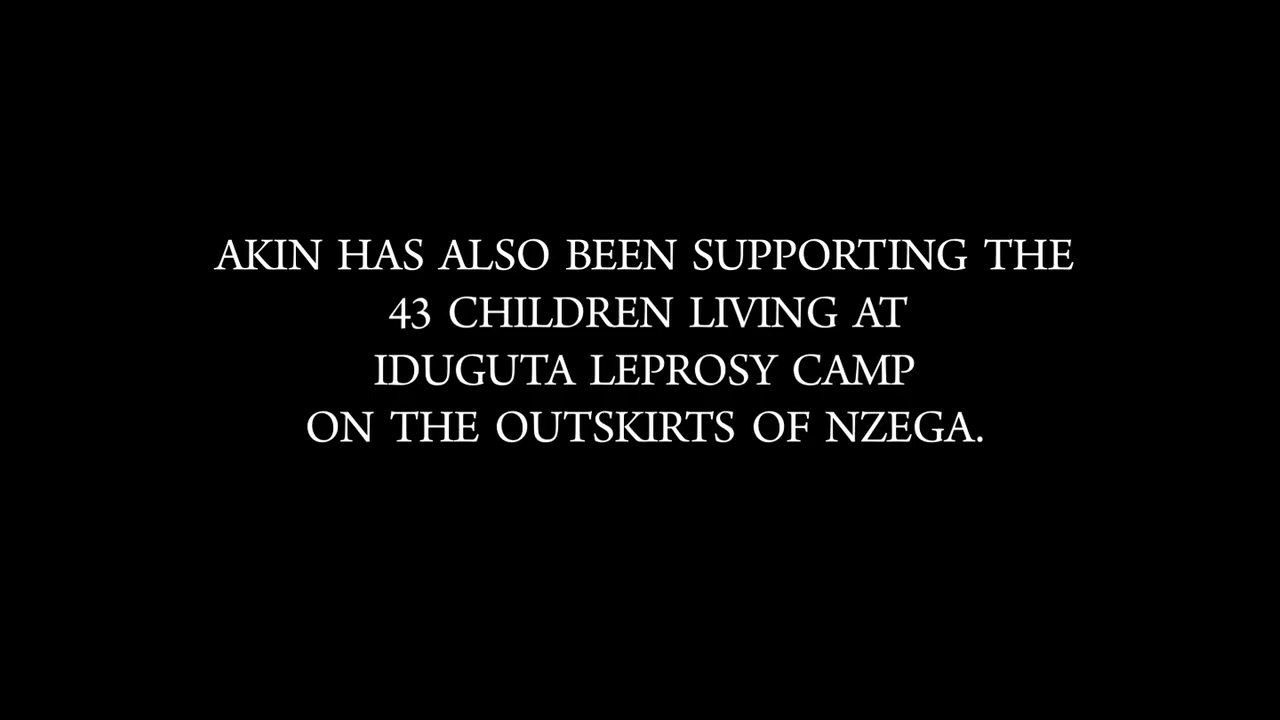 AKIN HAS ALSO BEEN SUPPORTING THE
43 CHILDREN LIVING AT
IDUGUTA LEPROSY CAMP
ON THE OUTSKIRTS OF NZEGA.